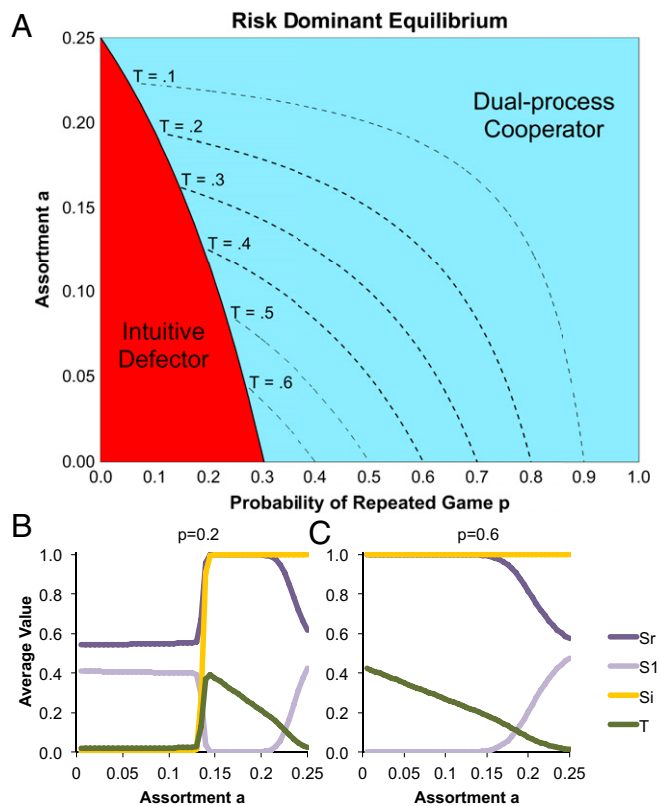 A
Risk Dominant Equilibrium
0.25
0.20
0.15
0.10
0.05
0.00
Assortment a
T = .1
T = .2
T = .3
T = .4
T = .5
T = .6
Dual-process
Cooperator
Intuitive
Defector
0.0 0.1 0.2 0.3 0.4 0.5 0.6 0.7 0.8 0.9 1.0
Probability of Repeated Game p
B
p=0.2
1.0
0.8
0.6
0.4
0.2
0.0
Average Value
0 0.05 0.1 0.15 0.2 0.25
Assortment a
C
p=0.6
1.0
0.8
0.6
0.4
0.2
0.0
0 0.05 0.1 0.15 0.2 0.25
Assortment a
Sr
S1
Si
T